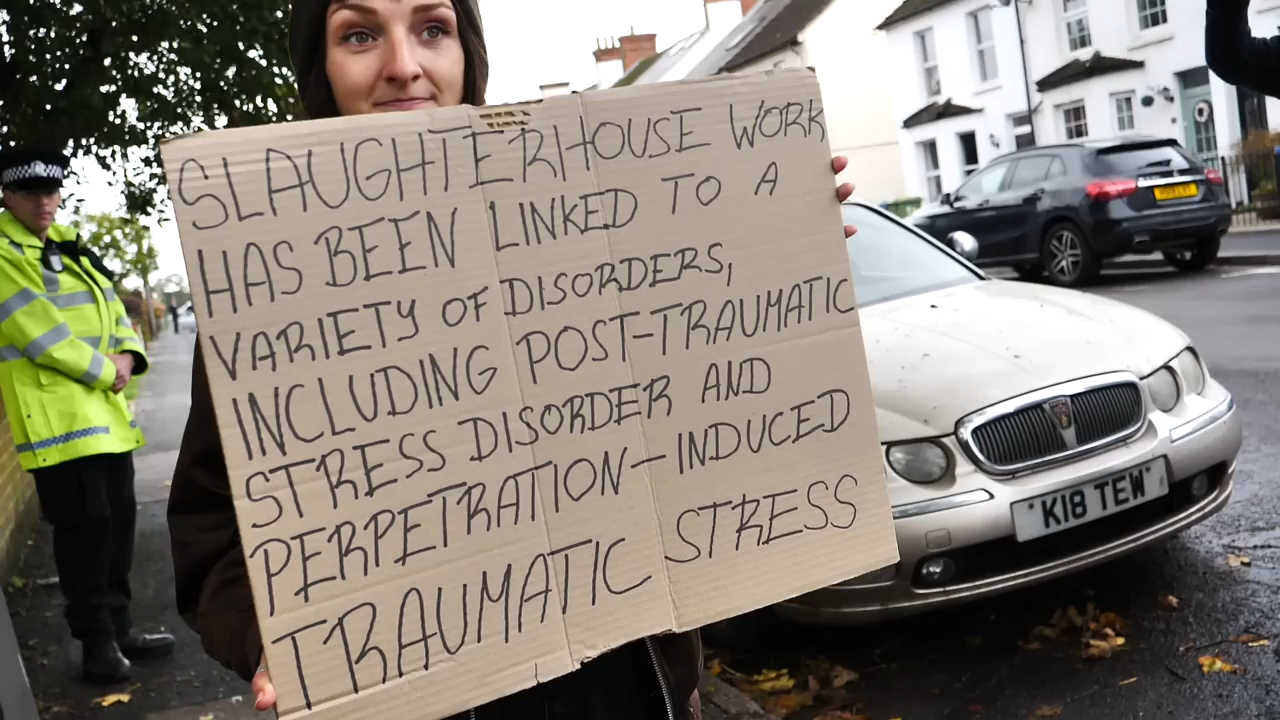 SLAUGHTERHOUSE WORK
HAS BEEN LINKED TO A
VARIETY OF DISORDERS,
INCLUDING POST-TRAUMATIC
STRESS DISORDER AND
PERPETRATION-INDUCED
TRAUMATIC STRESS
K18 TEW